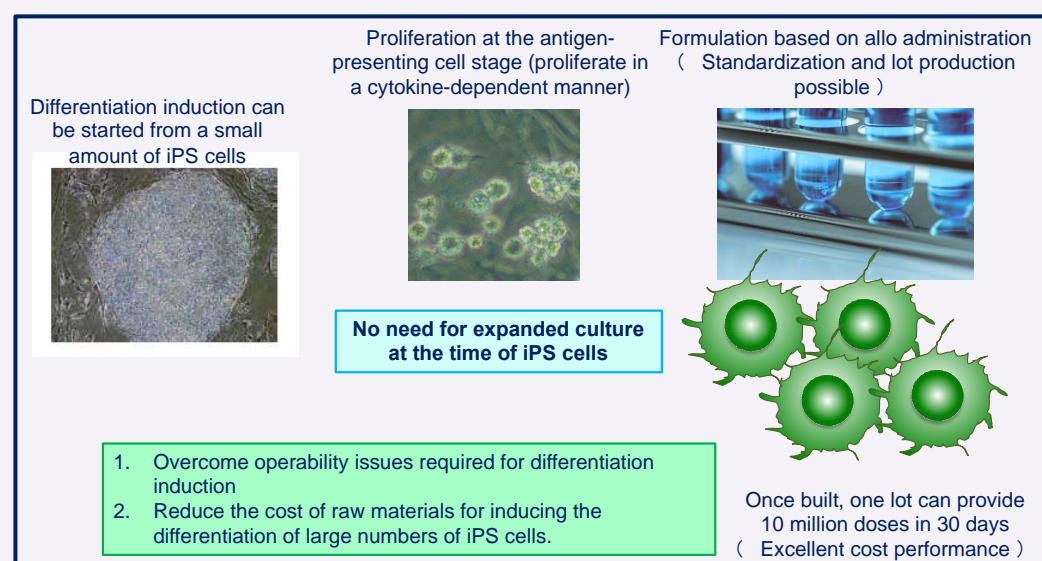 Differentiation induction can
be started from a small
amount of iPS cells
Proliferation at the antigen-
presenting cell stage (proliferate in
a cytokine-dependent manner)
Formulation based on allo administration
（ Standardization and lot production
possible ）
No need for expanded culture
at the time of iPS cells
1. Overcome operability issues required for differentiation
induction
2. Reduce the cost of raw materials for inducing the
differentiation of large numbers of iPS cells.
Once built, one lot can provide
10 million doses in 30 days
（ Excellent cost performance ）